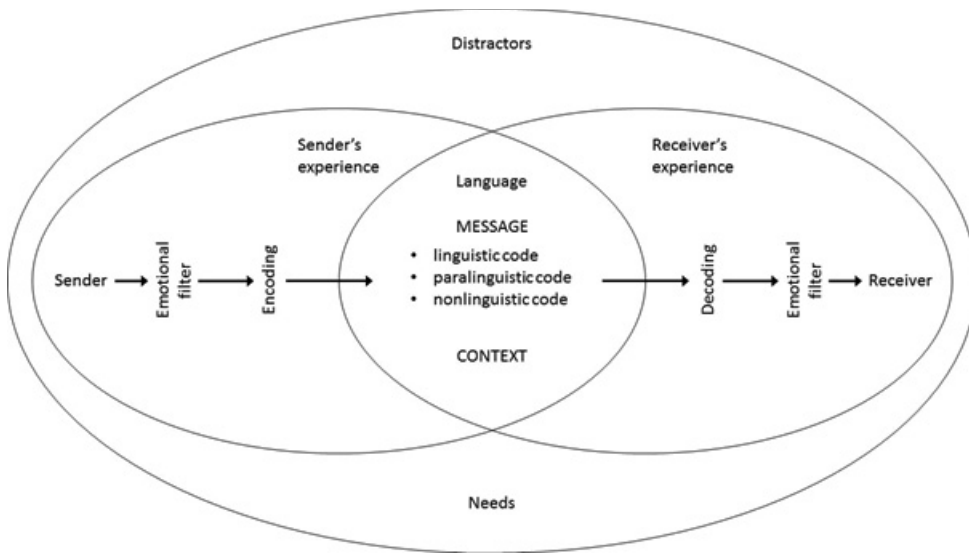 Distractors
Sender's
experience
Receiver's
experience
Language
MESSAGE
• linguistic code
• paralinguistic code
• nonlinguistic code
Sender
Emotional
filter
Encoding
Decoding
Emotional
filter
Receiver
CONTEXT
Needs